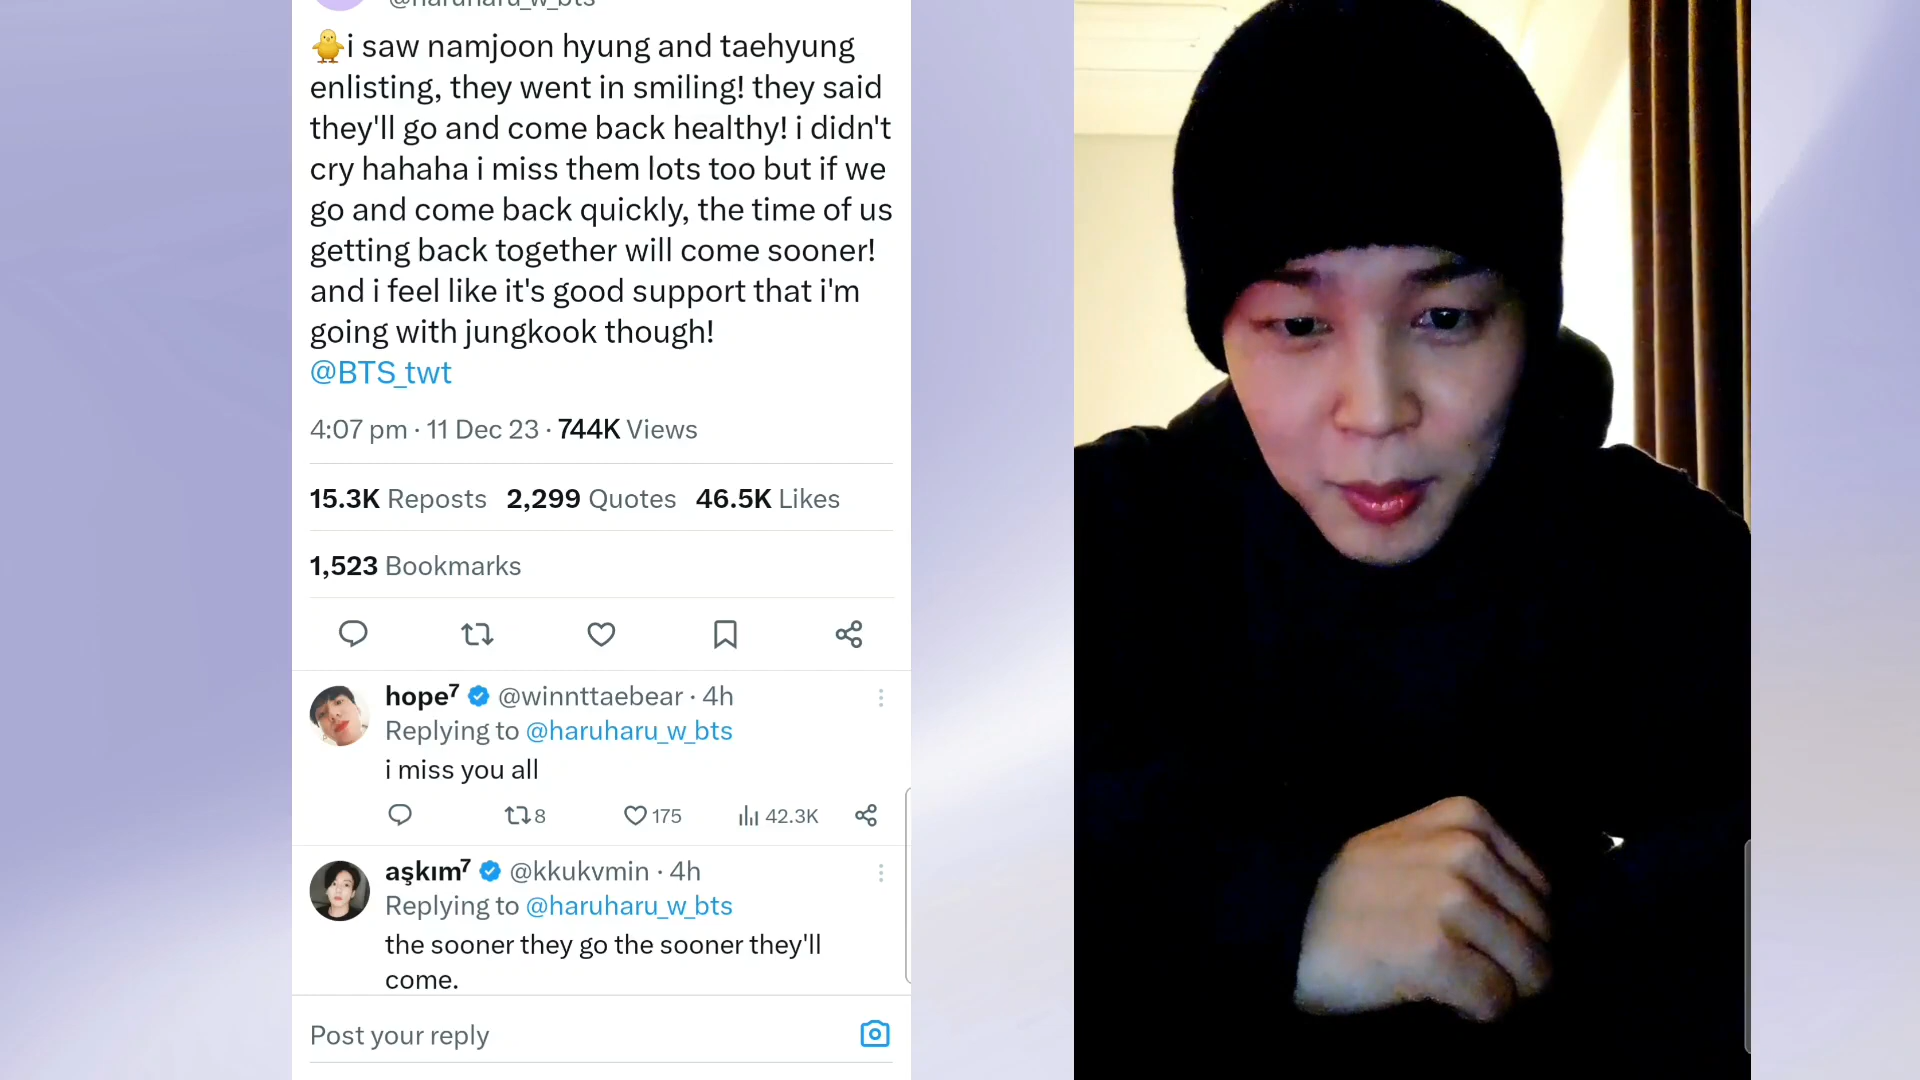 @haruharu_w_bts
🐥i saw namjoon hyung and taehyung
enlisting, they went in smiling! they said
they'll go and come back healthy! i didn't
cry hahaha i miss them lots too but if we
go and come back quickly, the time of us
getting back together will come sooner!
and i feel like it's good support that i'm
going with jungkook though!
@BTS_twt
4:07 pm · 11 Dec 23 · 744K Views
15.3K Reposts 2,299 Quotes 46.5K Likes
1,523 Bookmarks
hope⁷ @winnttaebear · 4h
Replying to @haruharu_w_bts
i miss you all
8 175 42.3K
aşkım⁷ @kkukvmin · 4h
Replying to @haruharu_w_bts
the sooner they go the sooner they'll
come.
Post your reply